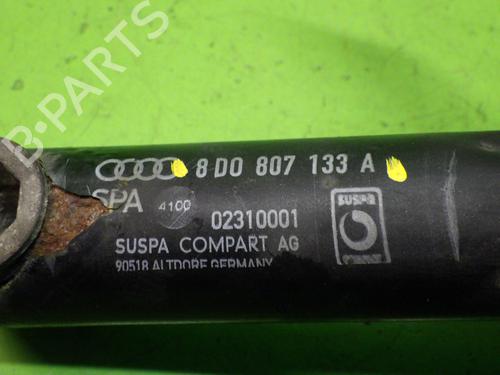 8D0 807 133 A
SPA 4100 02310001
SUSPA COMPART AG
90518 ALTDORF GERMANY
SUSPA
B-PARTS